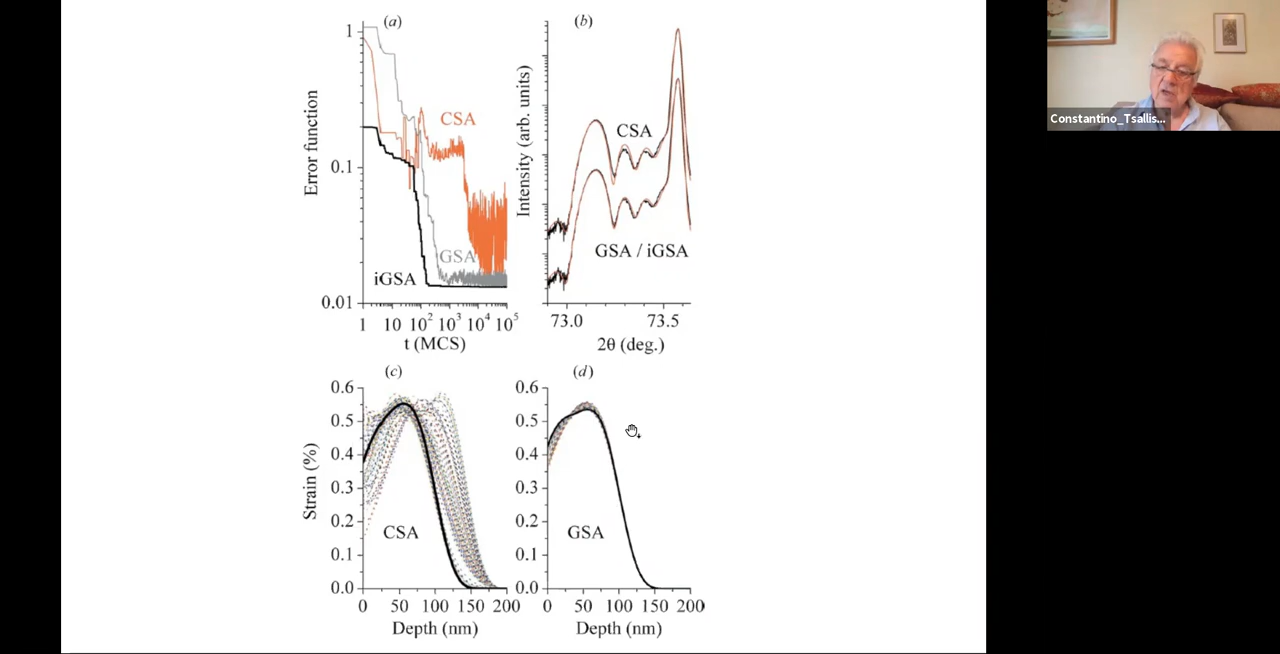 (a)
1
0.1
0.01
Error function
CSA
GSA
iGSA
1 10 10² 10³ 10⁴ 10⁵
t (MCS)
(b)
Intensity (arb. units)
CSA
GSA / iGSA
73.0 73.5
2θ (deg.)
(c)
0.6
0.5
0.4
0.3
0.2
0.1
0.0
Strain (%)
CSA
0 50 100 150 200
Depth (nm)
(d)
0.6
0.5
0.4
0.3
0.2
0.1
0.0
GSA
0 50 100 150 200
Depth (nm)
Constantino_Tsallis...